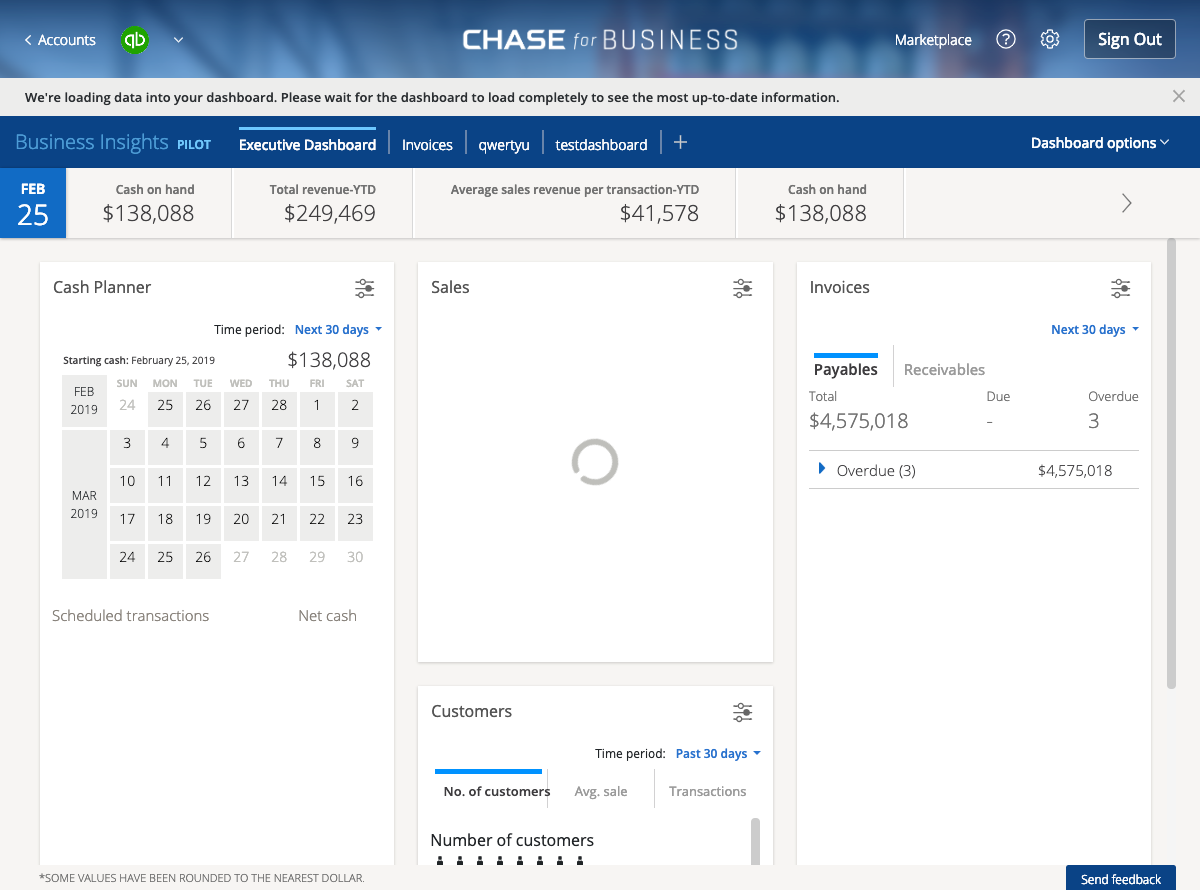 Accounts
qb
CHASE for BUSINESS
Marketplace
?
Sign Out
We're loading data into your dashboard. Please wait for the dashboard to load completely to see the most up-to-date information.
Business Insights PILOT
Executive Dashboard
Invoices
qwertyu
testdashboard
+
Dashboard options
FEB
25
Cash on hand
$138,088
Total revenue-YTD
$249,469
Average sales revenue per transaction-YTD
$41,578
Cash on hand
$138,088
Cash Planner
Time period: Next 30 days
Starting cash: February 25, 2019 $138,088
SUN MON TUE WED THU FRI SAT
FEB
2019
24 25 26 27 28 1 2
3 4 5 6 7 8 9
10 11 12 13 14 15 16
MAR
2019
17 18 19 20 21 22 23
24 25 26 27 28 29 30
Scheduled transactions Net cash
Sales
Customers
Time period: Past 30 days
No. of customers Avg. sale Transactions
Number of customers
Invoices
Next 30 days
Payables Receivables
Total Due Overdue
$4,575,018 - 3
Overdue (3) $4,575,018
*SOME VALUES HAVE BEEN ROUNDED TO THE NEAREST DOLLAR.
Send feedback